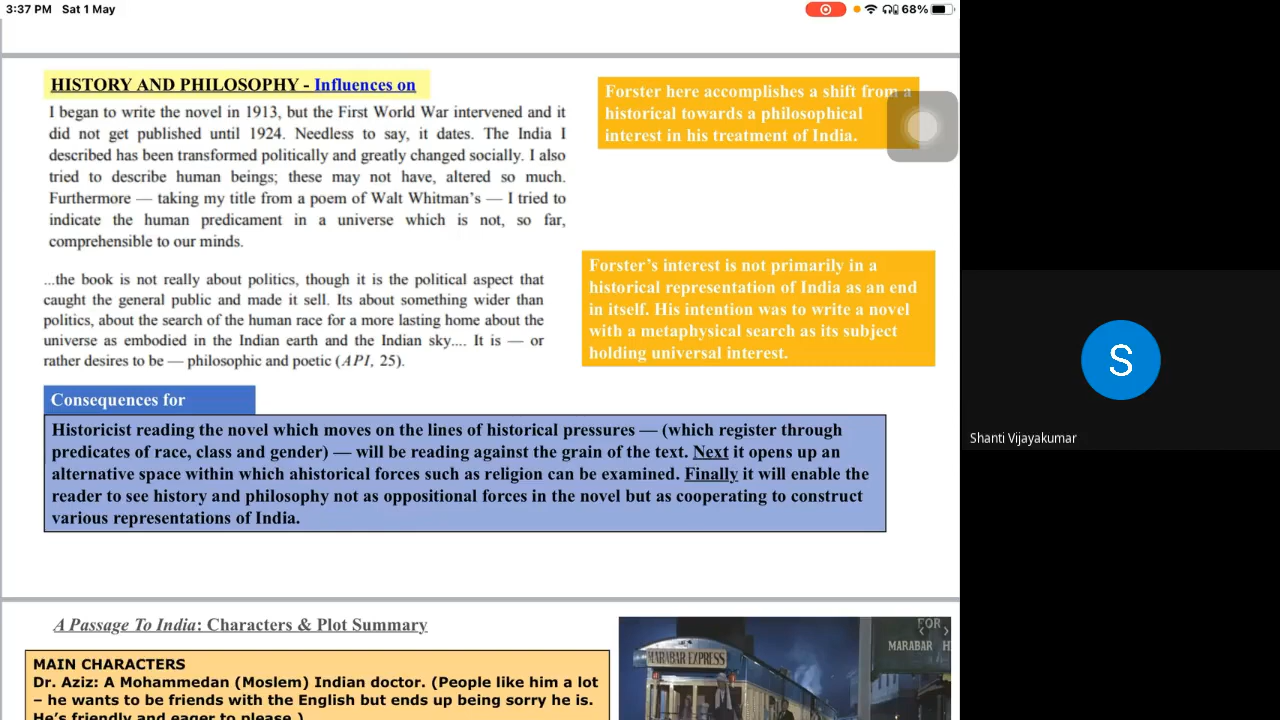 3:37 PM Sat 1 May
68%
HISTORY AND PHILOSOPHY - Influences on
I began to write the novel in 1913, but the First World War intervened and it
did not get published until 1924. Needless to say, it dates. The India I
described has been transformed politically and greatly changed socially. I also
tried to describe human beings; these may not have, altered so much.
Furthermore — taking my title from a poem of Walt Whitman's — I tried to
indicate the human predicament in a universe which is not, so far,
comprehensible to our minds.
...the book is not really about politics, though it is the political aspect that
caught the general public and made it sell. Its about something wider than
politics, about the search of the human race for a more lasting home about the
universe as embodied in the Indian earth and the Indian sky.... It is — or
rather desires to be — philosophic and poetic (API, 25).
Forster here accomplishes a shift from a
historical towards a philosophical
interest in his treatment of India.
Forster's interest is not primarily in a
historical representation of India as an end
in itself. His intention was to write a novel
with a metaphysical search as its subject
holding universal interest.
Consequences for
Historicist reading the novel which moves on the lines of historical pressures — (which register through
predicates of race, class and gender) — will be reading against the grain of the text. Next it opens up an
alternative space within which ahistorical forces such as religion can be examined. Finally it will enable the
reader to see history and philosophy not as oppositional forces in the novel but as cooperating to construct
various representations of India.
A Passage To India: Characters & Plot Summary
MAIN CHARACTERS
Dr. Aziz: A Mohammedan (Moslem) Indian doctor. (People like him a lot
– he wants to be friends with the English but ends up being sorry he is.
He's friendly and eager to please.)
MARABAR EXPRESS
FOR
MARABAR H
S
Shanti Vijayakumar